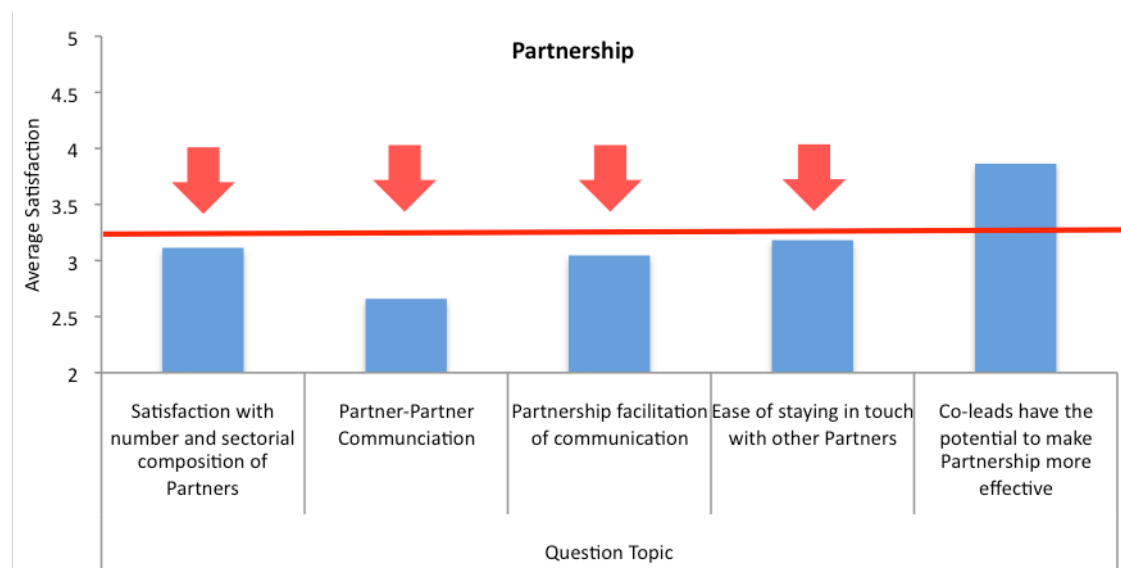 Partnership
5
4.5
4
3.5
3
2.5
2
Average Satisfaction
Satisfaction with
number and sectorial
composition of
Partners
Partner-Partner
Communciation
Partnership facilitation
of communication
Ease of staying in touch
with other Partners
Co-leads have the
potential to make
Partnership more
effective
Question Topic